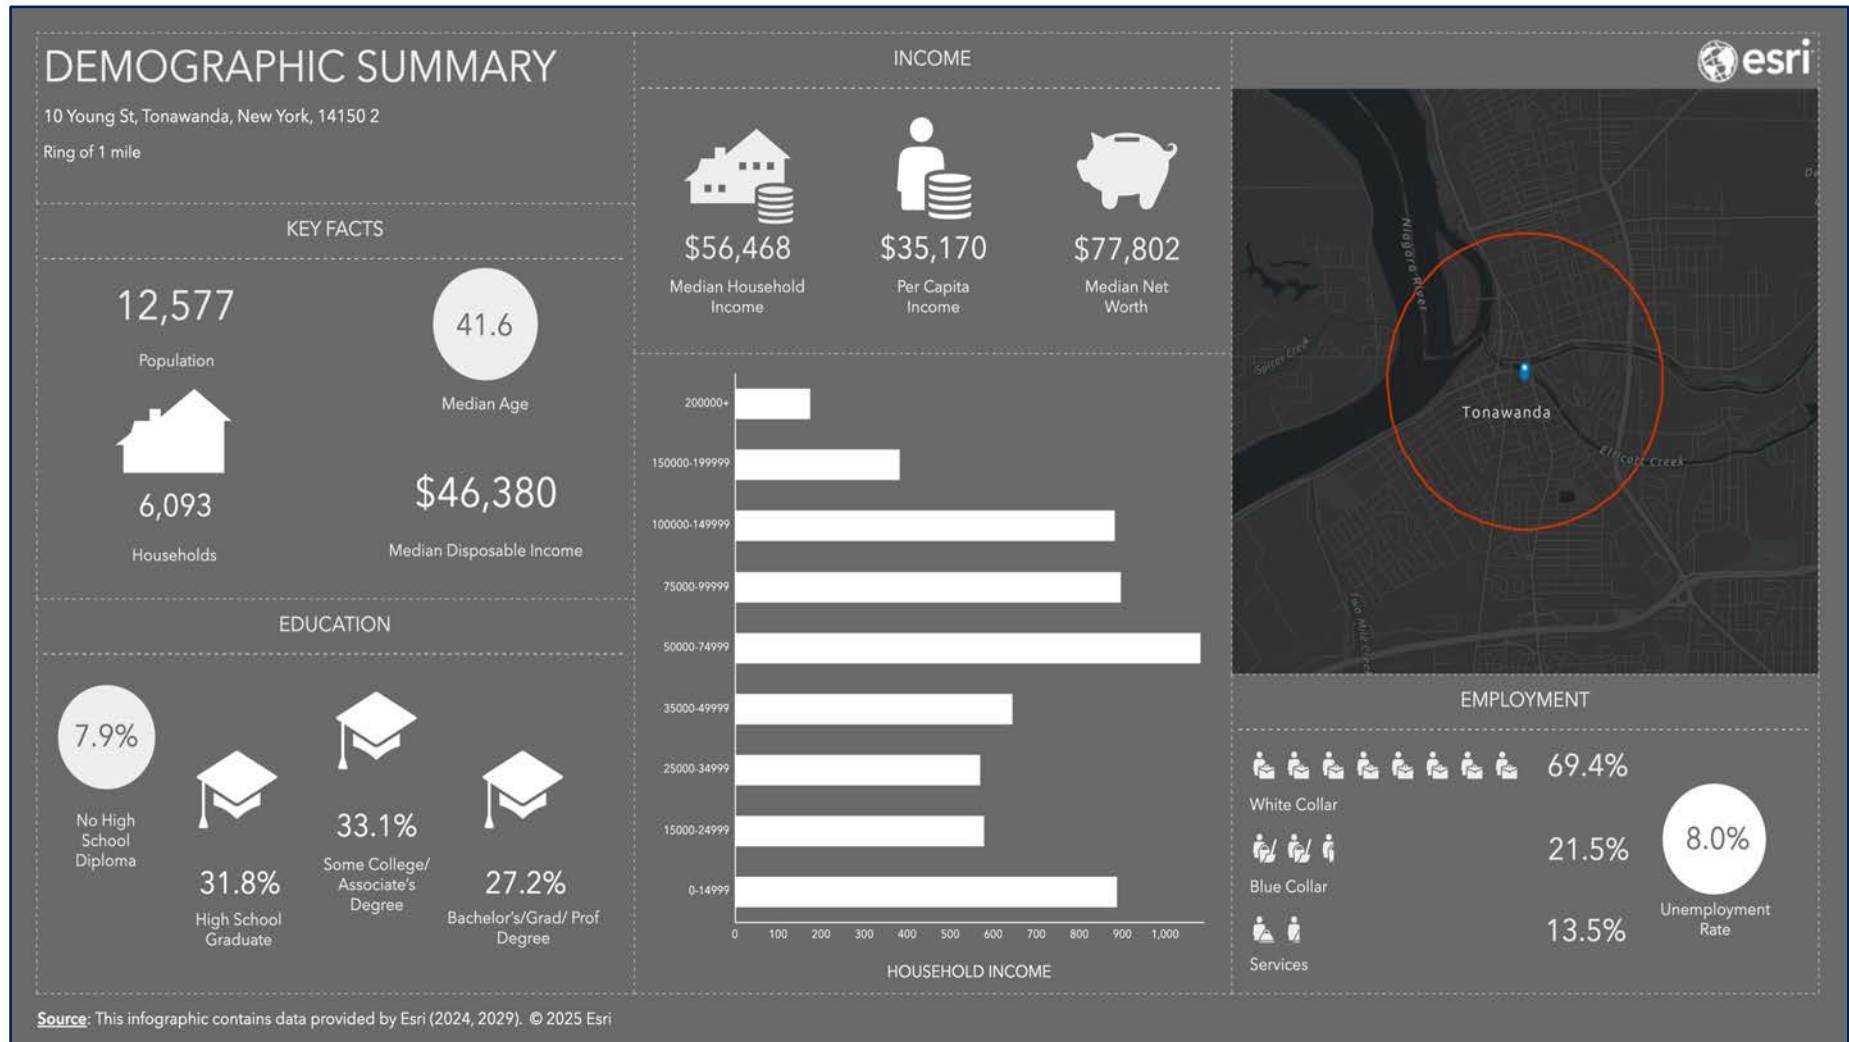 DEMOGRAPHIC SUMMARY
10 Young St, Tonawanda, New York, 14150 2
Ring of 1 mile
KEY FACTS
12,577
Population
41.6
Median Age
6,093
Households
$46,380
Median Disposable Income
EDUCATION
7.9%
No High
School
Diploma
31.8%
High School
Graduate
33.1%
Some College/
Associate's
Degree
27.2%
Bachelor's/Grad/ Prof
Degree
INCOME
$56,468
Median Household
Income
$35,170
Per Capita
Income
$77,802
Median Net
Worth
200000+
150000-199999
100000-149999
75000-99999
50000-74999
35000-49999
25000-34999
15000-24999
0-14999
0 100 200 300 400 500 600 700 800 900 1,000
HOUSEHOLD INCOME
esri
Niagara River
Spicer Creek
Tonawanda
Ellicott Creek
Two Mile Creek
EMPLOYMENT
69.4%
White Collar
21.5%
Blue Collar
13.5%
Services
8.0%
Unemployment
Rate
Source: This infographic contains data provided by Esri (2024, 2029). © 2025 Esri